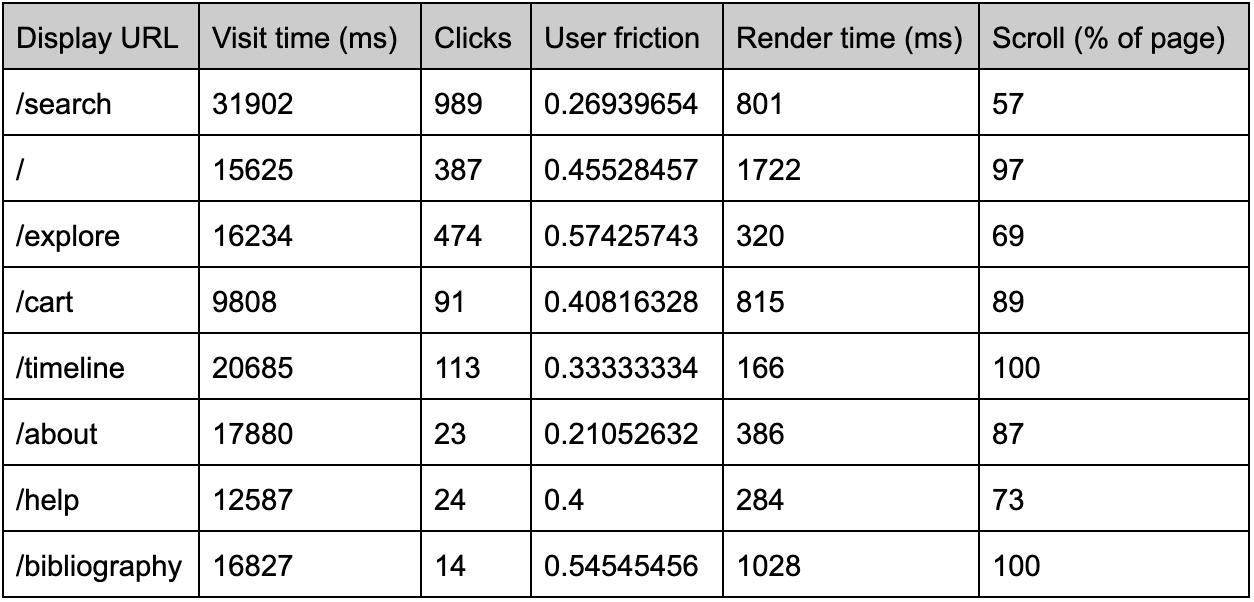 Display URL Visit time (ms) Clicks User friction Render time (ms) Scroll (% of page)
/search 31902 989 0.26939654 801 57
/ 15625 387 0.45528457 1722 97
/explore 16234 474 0.57425743 320 69
/cart 9808 91 0.40816328 815 89
/timeline 20685 113 0.33333334 166 100
/about 17880 23 0.21052632 386 87
/help 12587 24 0.4 284 73
/bibliography 16827 14 0.54545456 1028 100